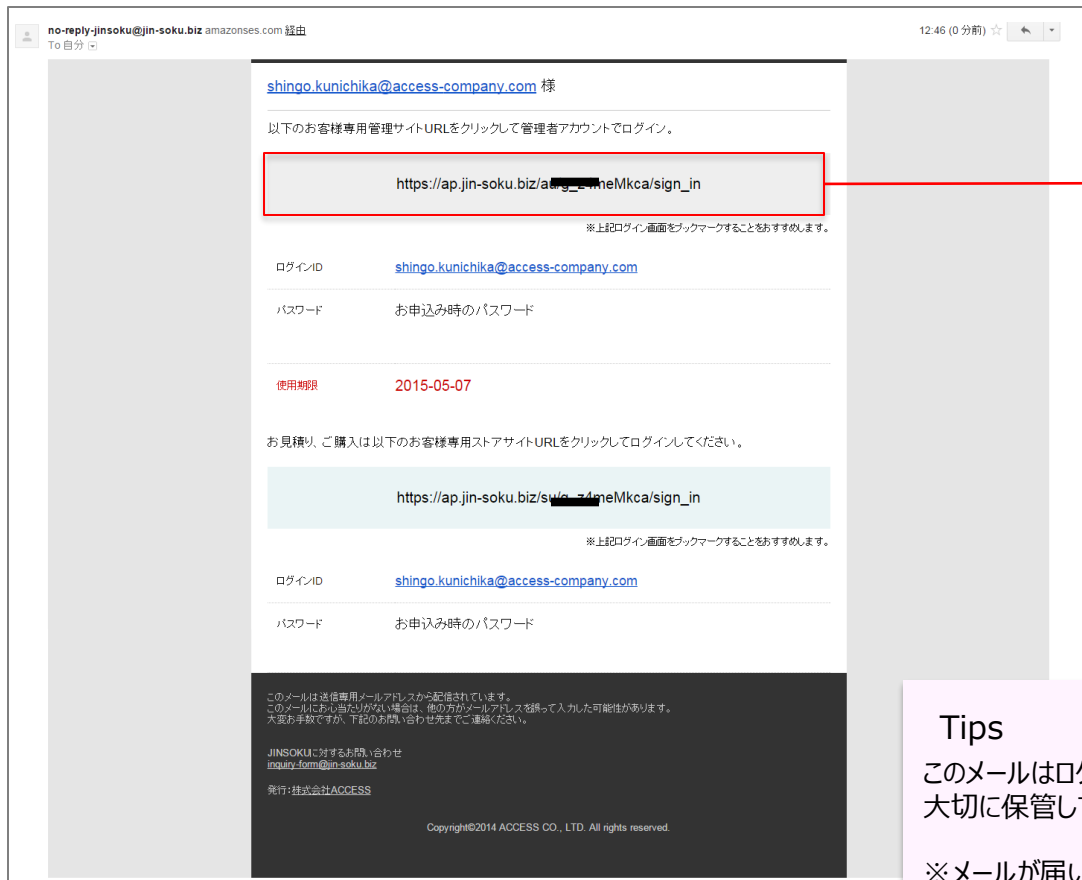 no-reply-jinsoku@jin-soku.biz amazonses.com 経由
12:46 (0 分前)
To 自分
shingo.kunichika@access-company.com 様
以下のお客様専用管理サイトURLをクリックして管理者アカウントでログイン。
https://ap.jin-soku.biz/au/g_z4meMkca/sign_in
※上記ログイン画面をブックマークすることをおすすめします。
ログインID shingo.kunichika@access-company.com
パスワード お申込み時のパスワード
使用期限 2015-05-07
お見積り、ご購入は以下のお客様専用ストアサイトURLをクリックしてログインしてください。
https://ap.jin-soku.biz/su/g_z4meMkca/sign_in
※上記ログイン画面をブックマークすることをおすすめします。
ログインID shingo.kunichika@access-company.com
パスワード お申込み時のパスワード
このメールは送信専用メールアドレスから配信されています。
このメールにお心当たりがない場合は、他の方がメールアドレスを誤って入力した可能性があります。
大変お手数ですが、下記のお問い合わせ先までご連絡ください。
JINSOKUに対するお問い合わせ
inquiry-form@jin-soku.biz
発行：株式会社ACCESS
Copyright©2014 ACCESS CO., LTD. All rights reserved.
Tips
このメールはロ
大切に保管し
※メールが届い